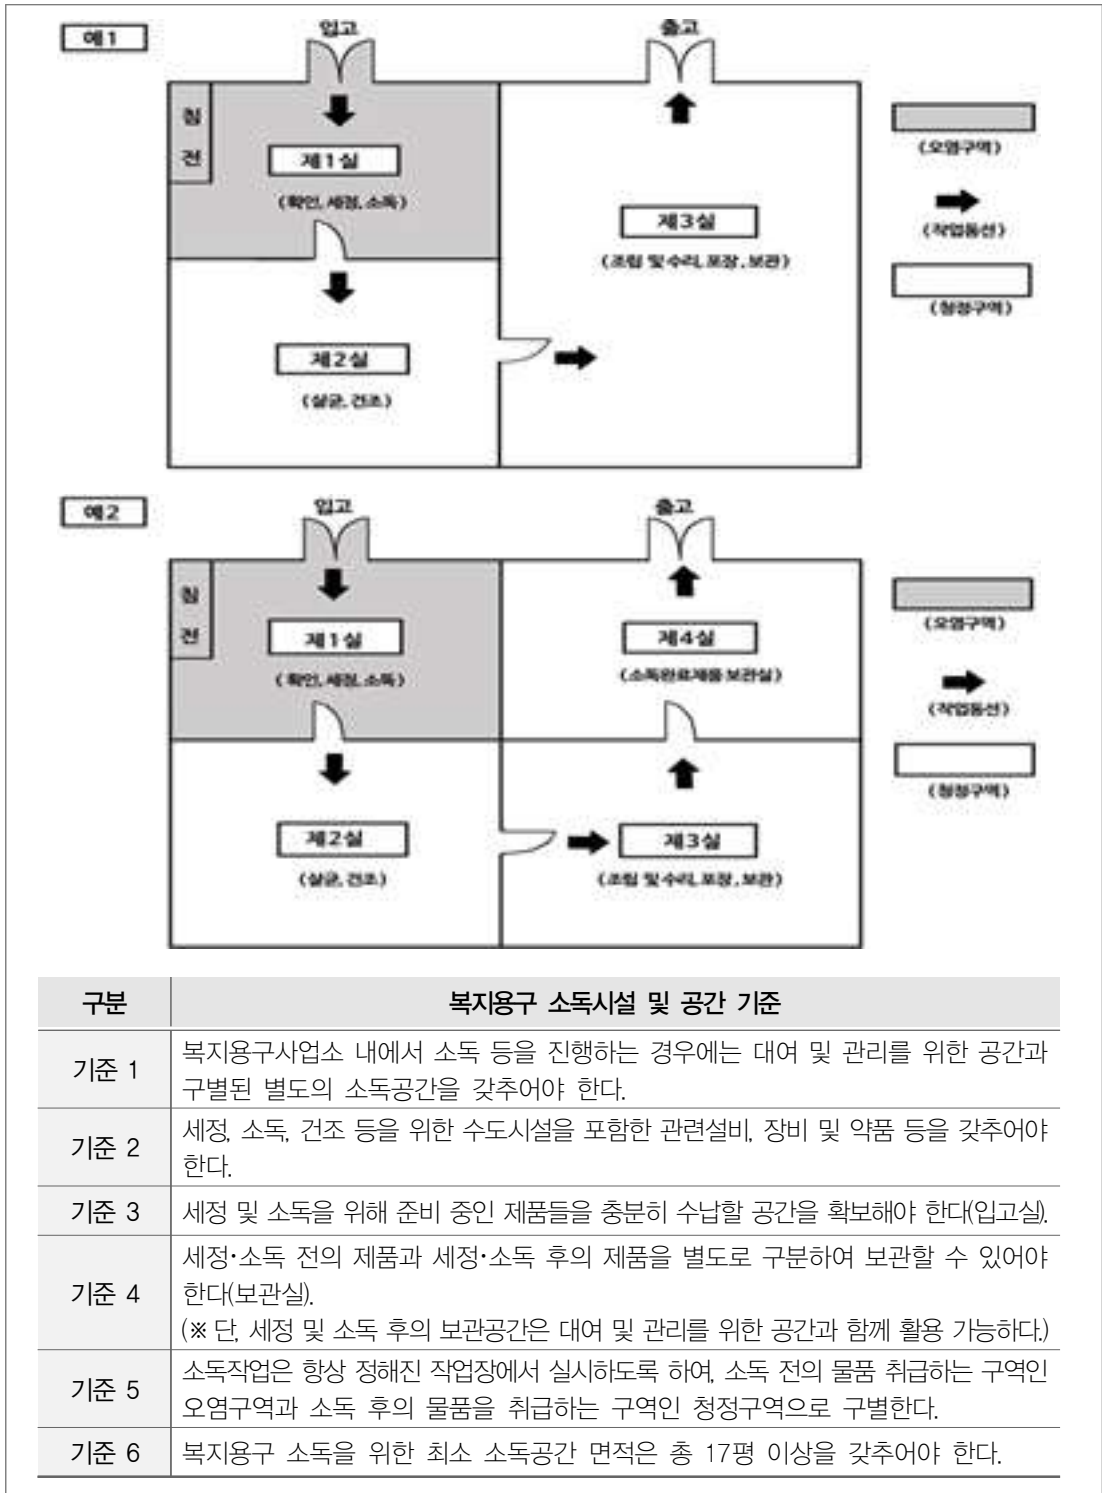 예1
입고
출고
침
전
제1실
(확인, 세정, 소독)
제2실
(살균, 건조)
제3실
(조립 및 수리, 포장, 보관)
(오염구역)
(작업동선)
(청정구역)
예2
입고
출고
침
전
제1실
(확인, 세정, 소독)
제2실
(살균, 건조)
제4실
(소독완료제품 보관실)
제3실
(조립 및 수리, 포장, 보관)
(오염구역)
(작업동선)
(청정구역)
구분 복지용구 소독시설 및 공간 기준
기준 1 복지용구사업소 내에서 소독 등을 진행하는 경우에는 대여 및 관리를 위한 공간과
구별된 별도의 소독공간을 갖추어야 한다.
기준 2 세정, 소독, 건조 등을 위한 수도시설을 포함한 관련설비, 장비 및 약품 등을 갖추어야
한다.
기준 3 세정 및 소독을 위해 준비 중인 제품들을 충분히 수납할 공간을 확보해야 한다(입고실).
기준 4 세정·소독 전의 제품과 세정·소독 후의 제품을 별도로 구분하여 보관할 수 있어야
한다(보관실).
(※ 단, 세정 및 소독 후의 보관공간은 대여 및 관리를 위한 공간과 함께 활용 가능하다.)
기준 5 소독작업은 항상 정해진 작업장에서 실시하도록 하여, 소독 전의 물품 취급하는 구역인
오염구역과 소독 후의 물품을 취급하는 구역인 청정구역으로 구별한다.
기준 6 복지용구 소독을 위한 최소 소독공간 면적은 총 17평 이상을 갖추어야 한다.